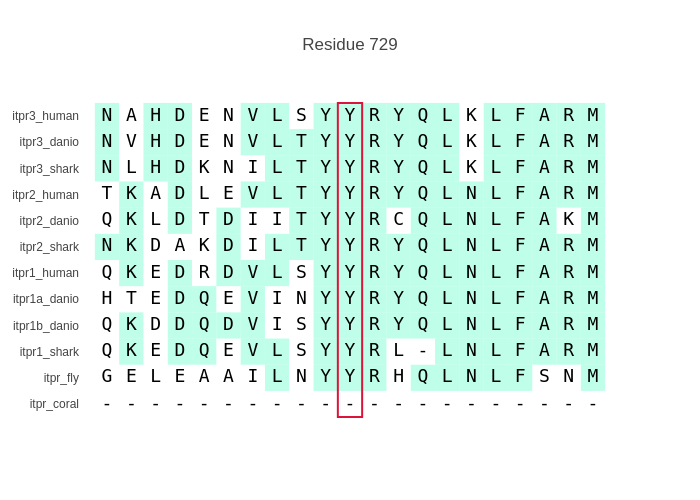 Residue 729
itpr3_human N A H D E N V L S Y Y R Y Q L K L F A R M
itpr3_danio N V H D E N V L T Y Y R Y Q L K L F A R M
itpr3_shark N L H D K N I L T Y Y R Y Q L K L F A R M
itpr2_human T K A D L E V L T Y Y R Y Q L N L F A R M
itpr2_danio Q K L D T D I I T Y Y R C Q L N L F A K M
itpr2_shark N K D A K D I L T Y Y R Y Q L N L F A R M
itpr1_human Q K E D R D V L S Y Y R Y Q L N L F A R M
itpr1a_danio H T E D Q E V I N Y Y R Y Q L N L F A R M
itpr1b_danio Q K D D Q D V I S Y Y R Y Q L N L F A R M
itpr1_shark Q K E D Q E V L S Y Y R L - L N L F A R M
itpr_fly G E L E A A I L N Y Y R H Q L N L F S N M
itpr_coral - - - - - - - - - - - - - - - - - - - - -